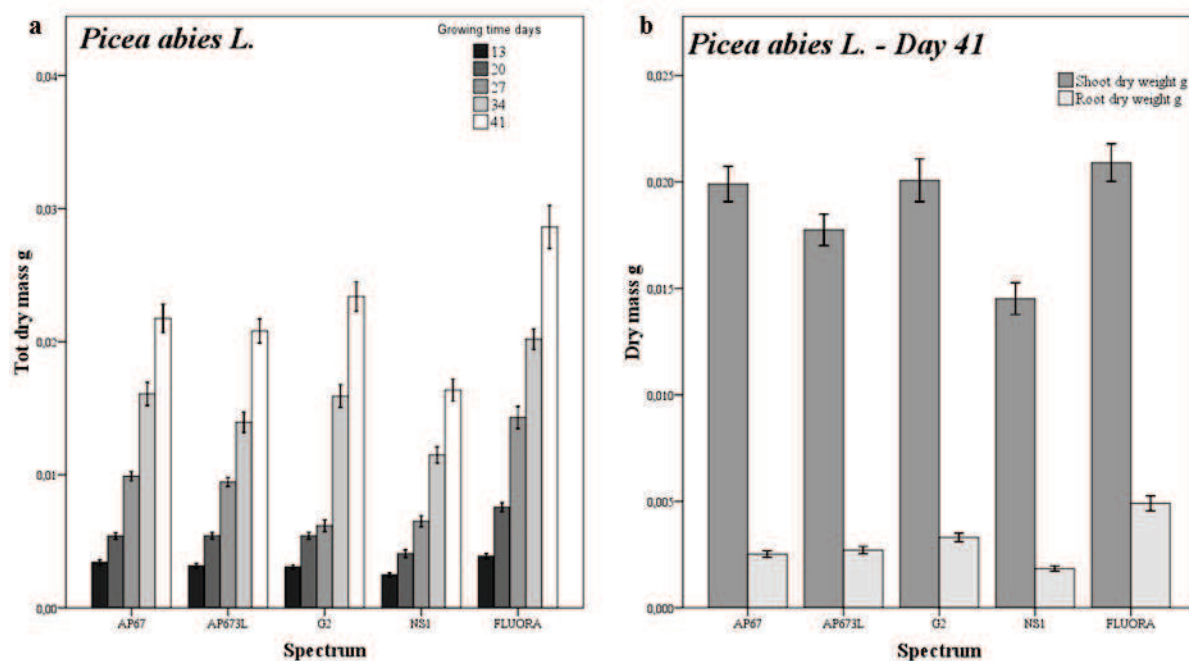 a
Picea abies L.
Growing time days
13
20
27
34
41
0,04
0,03
0,02
0,01
0,00
Tot dry mass g
AP67 AP673L G2 NS1 FLUORA
Spectrum
b
Picea abies L. - Day 41
Shoot dry weight g
Root dry weight g
0,025
0,020
0,015
0,010
0,005
0,000
Dry mass g
AP67 AP673L G2 NS1 FLUORA
Spectrum